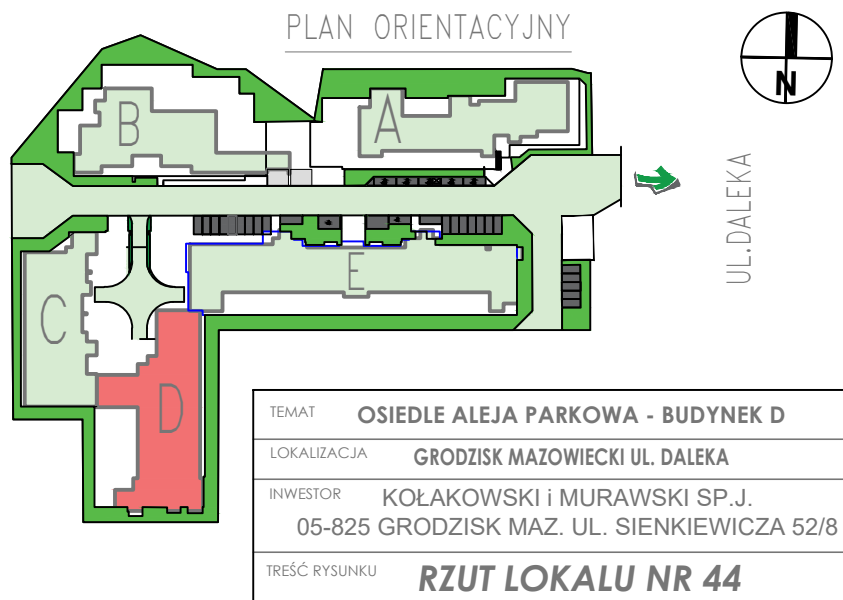 PLAN ORIENTACYJNY
N
B
A
UL.DALEKA
E
C
D
TEMAT OSIEDLE ALEJA PARKOWA - BUDYNEK D
LOKALIZACJA GRODZISK MAZOWIECKI UL. DALEKA
INWESTOR KOŁAKOWSKI i MURAWSKI SP.J.
05-825 GRODZISK MAZ. UL. SIENKIEWICZA 52/8
TREŚĆ RYSUNKU RZUT LOKALU NR 44